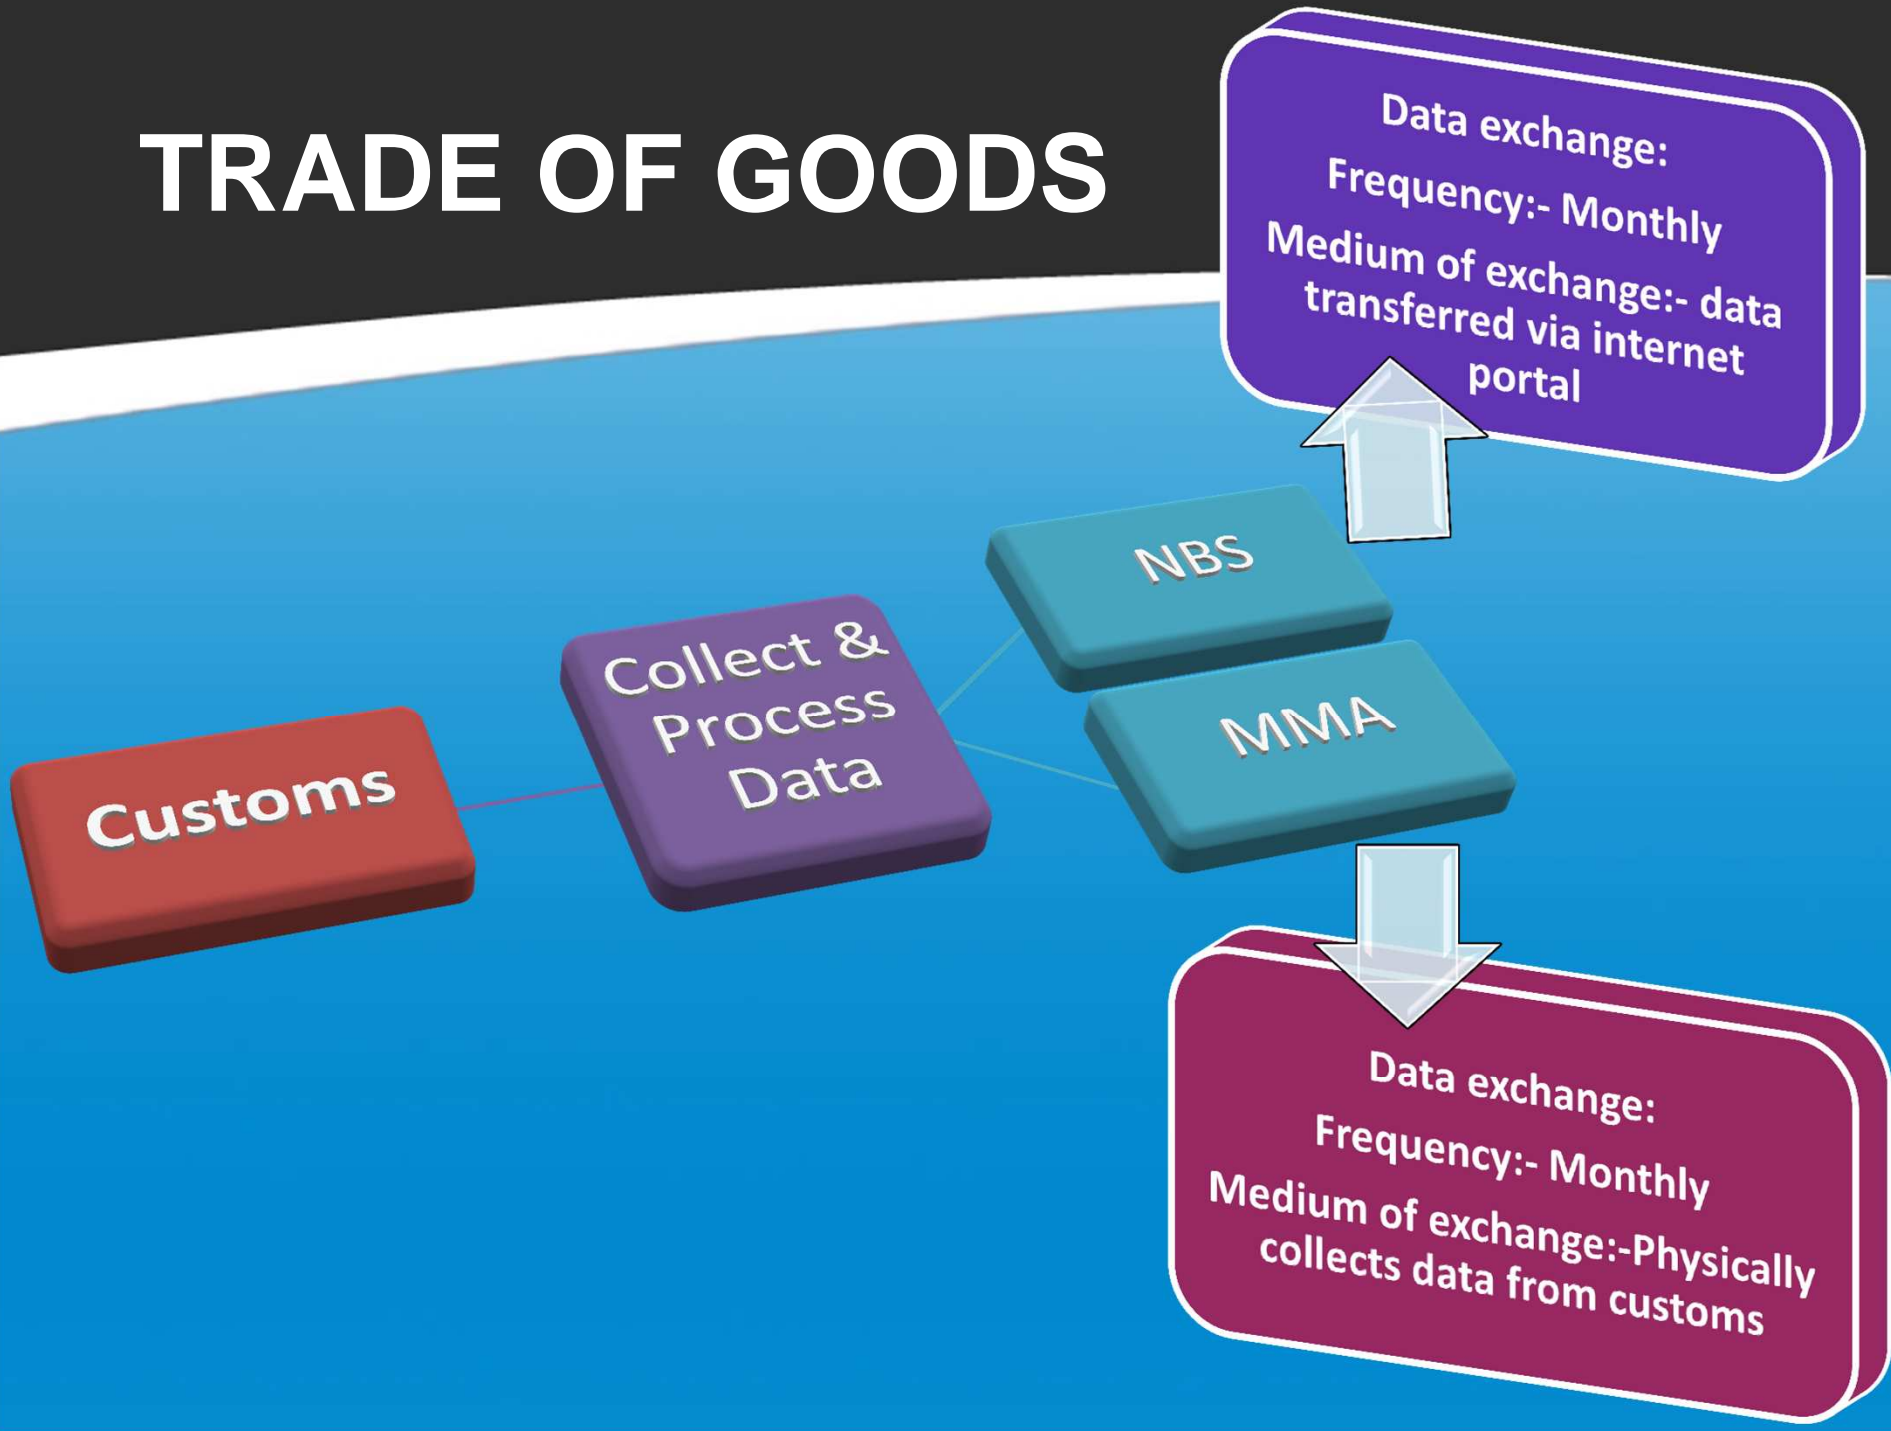 TRADE OF GOODS
Data exchange:
Frequency:- Monthly
Medium of exchange:- data
transferred via internet
portal
NBS
MMA
Collect &
Process
Data
Customs
Data exchange:
Frequency:- Monthly
Medium of exchange:-Physically
collects data from customs